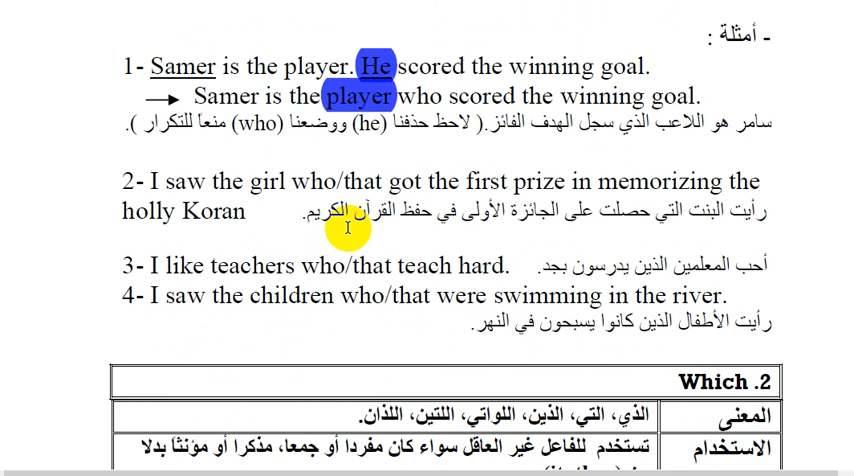 - أمثلة :
1- Samer is the player. He scored the winning goal.
Samer is the player who scored the winning goal.
سامر هو اللاعب الذي سجل الهدف الفائز.( لاحظ حذفنا (he) ووضعنا (who) منعاً للتكرار ).
2- I saw the girl who/that got the first prize in memorizing the
holly Koran رأيت البنت التي حصلت على الجائزة الأولى في حفظ القرآن الكريم.
3- I like teachers who/that teach hard. أحب المعلمين الذين يدرسون بجد.
4- I saw the children who/that were swimming in the river.
رأيت الأطفال الذين كانوا يسبحون في النهر.
Which .2
المعنى الذي، التي، الذين، اللواتي، اللتين، اللذان.
الاستخدام تستخدم للفاعل غير العاقل سواء كان مفردا أو جمعا، مذكرا أو مؤنثاً بدلا